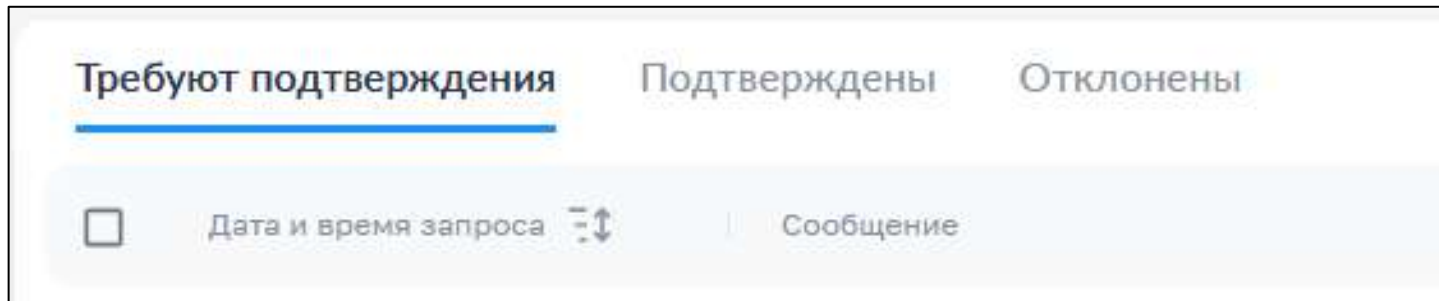 Требуют подтверждения Подтверждены Отклонены
Дата и время запроса Сообщение